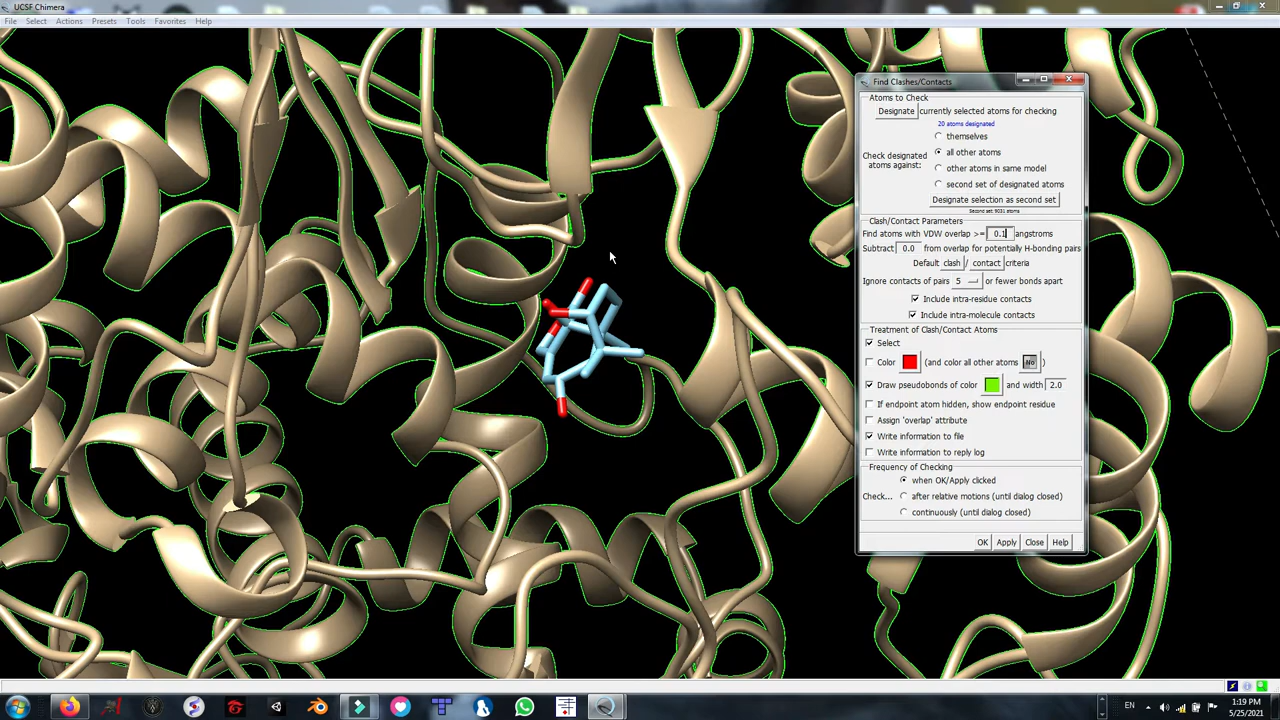 UCSF Chimera
File Select Actions Presets Tools Favorites Help
Find Clashes/Contacts
Atoms to Check
Designate currently selected atoms for checking
20 atoms designated
themselves
Check designated atoms against:
all other atoms
other atoms in same model
second set of designated atoms
Designate selection as second set
Second set: 9031 atoms
Clash/Contact Parameters
Find atoms with VDW overlap >= 0.1 angstroms
Subtract 0.0 from overlap for potentially H-bonding pairs
Default clash / contact criteria
Ignore contacts of pairs 5 or fewer bonds apart
Include intra-residue contacts
Include intra-molecule contacts
Treatment of Clash/Contact Atoms
Select
Color (and color all other atoms No )
Draw pseudobonds of color and width 2.0
If endpoint atom hidden, show endpoint residue
Assign 'overlap' attribute
Write information to file
Write information to reply log
Frequency of Checking
when OK/Apply clicked
Check... after relative motions (until dialog closed)
continuously (until dialog closed)
OK Apply Close Help
EN
1:19 PM
5/25/2021